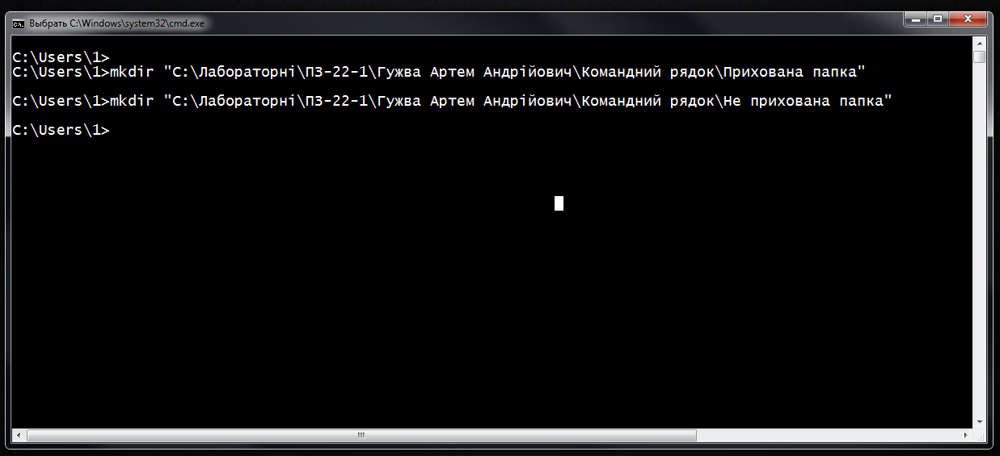 Выбрать C:\Windows\system32\cmd.exe
C:\Users\1>
C:\Users\1>mkdir "C:\Лабораторні\ПЗ-22-1\Гужва Артем Андрійович\Командний рядок\Прихована папка"
C:\Users\1>mkdir "C:\Лабораторні\ПЗ-22-1\Гужва Артем Андрійович\Командний рядок\Не прихована папка"
C:\Users\1>